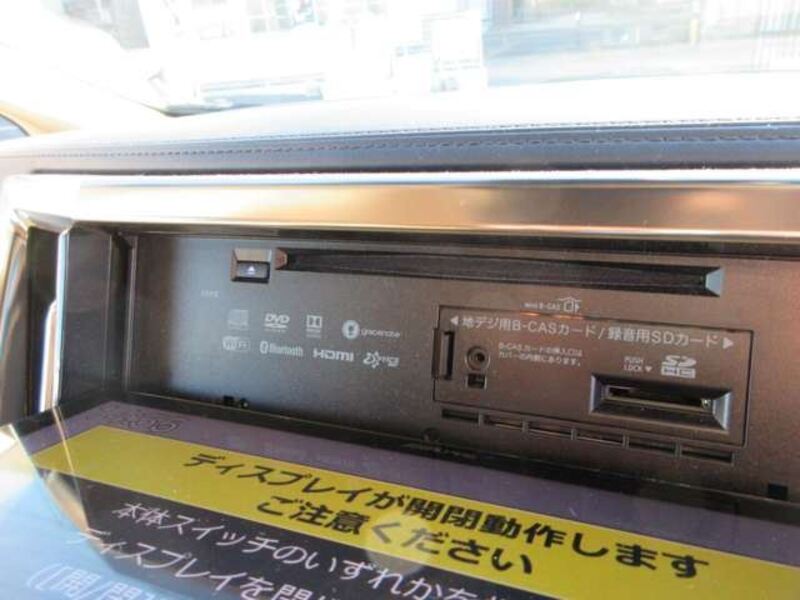 mini B-CAS
◀ 地デジ用B-CASカード / 録音用SDカード ▶
B-CASカードの挿入口は
カバーの内側にあります。
PUSH
LOCK ▼
SD
HC
DVD
gracenote
WiFi
Bluetooth
HDMI
ディスプレイが開閉動作します
ご注意ください
本体スイッチのいずれかを
ディスプレイを閉
(「開/閉